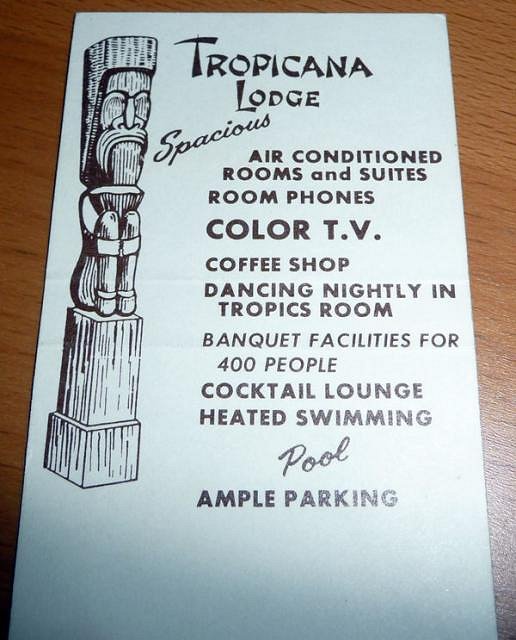 TROPICANA
LODGE
Spacious
AIR CONDITIONED
ROOMS and SUITES
ROOM PHONES
COLOR T.V.
COFFEE SHOP
DANCING NIGHTLY IN
TROPICS ROOM
BANQUET FACILITIES FOR
400 PEOPLE
COCKTAIL LOUNGE
HEATED SWIMMING
Pool
AMPLE PARKING